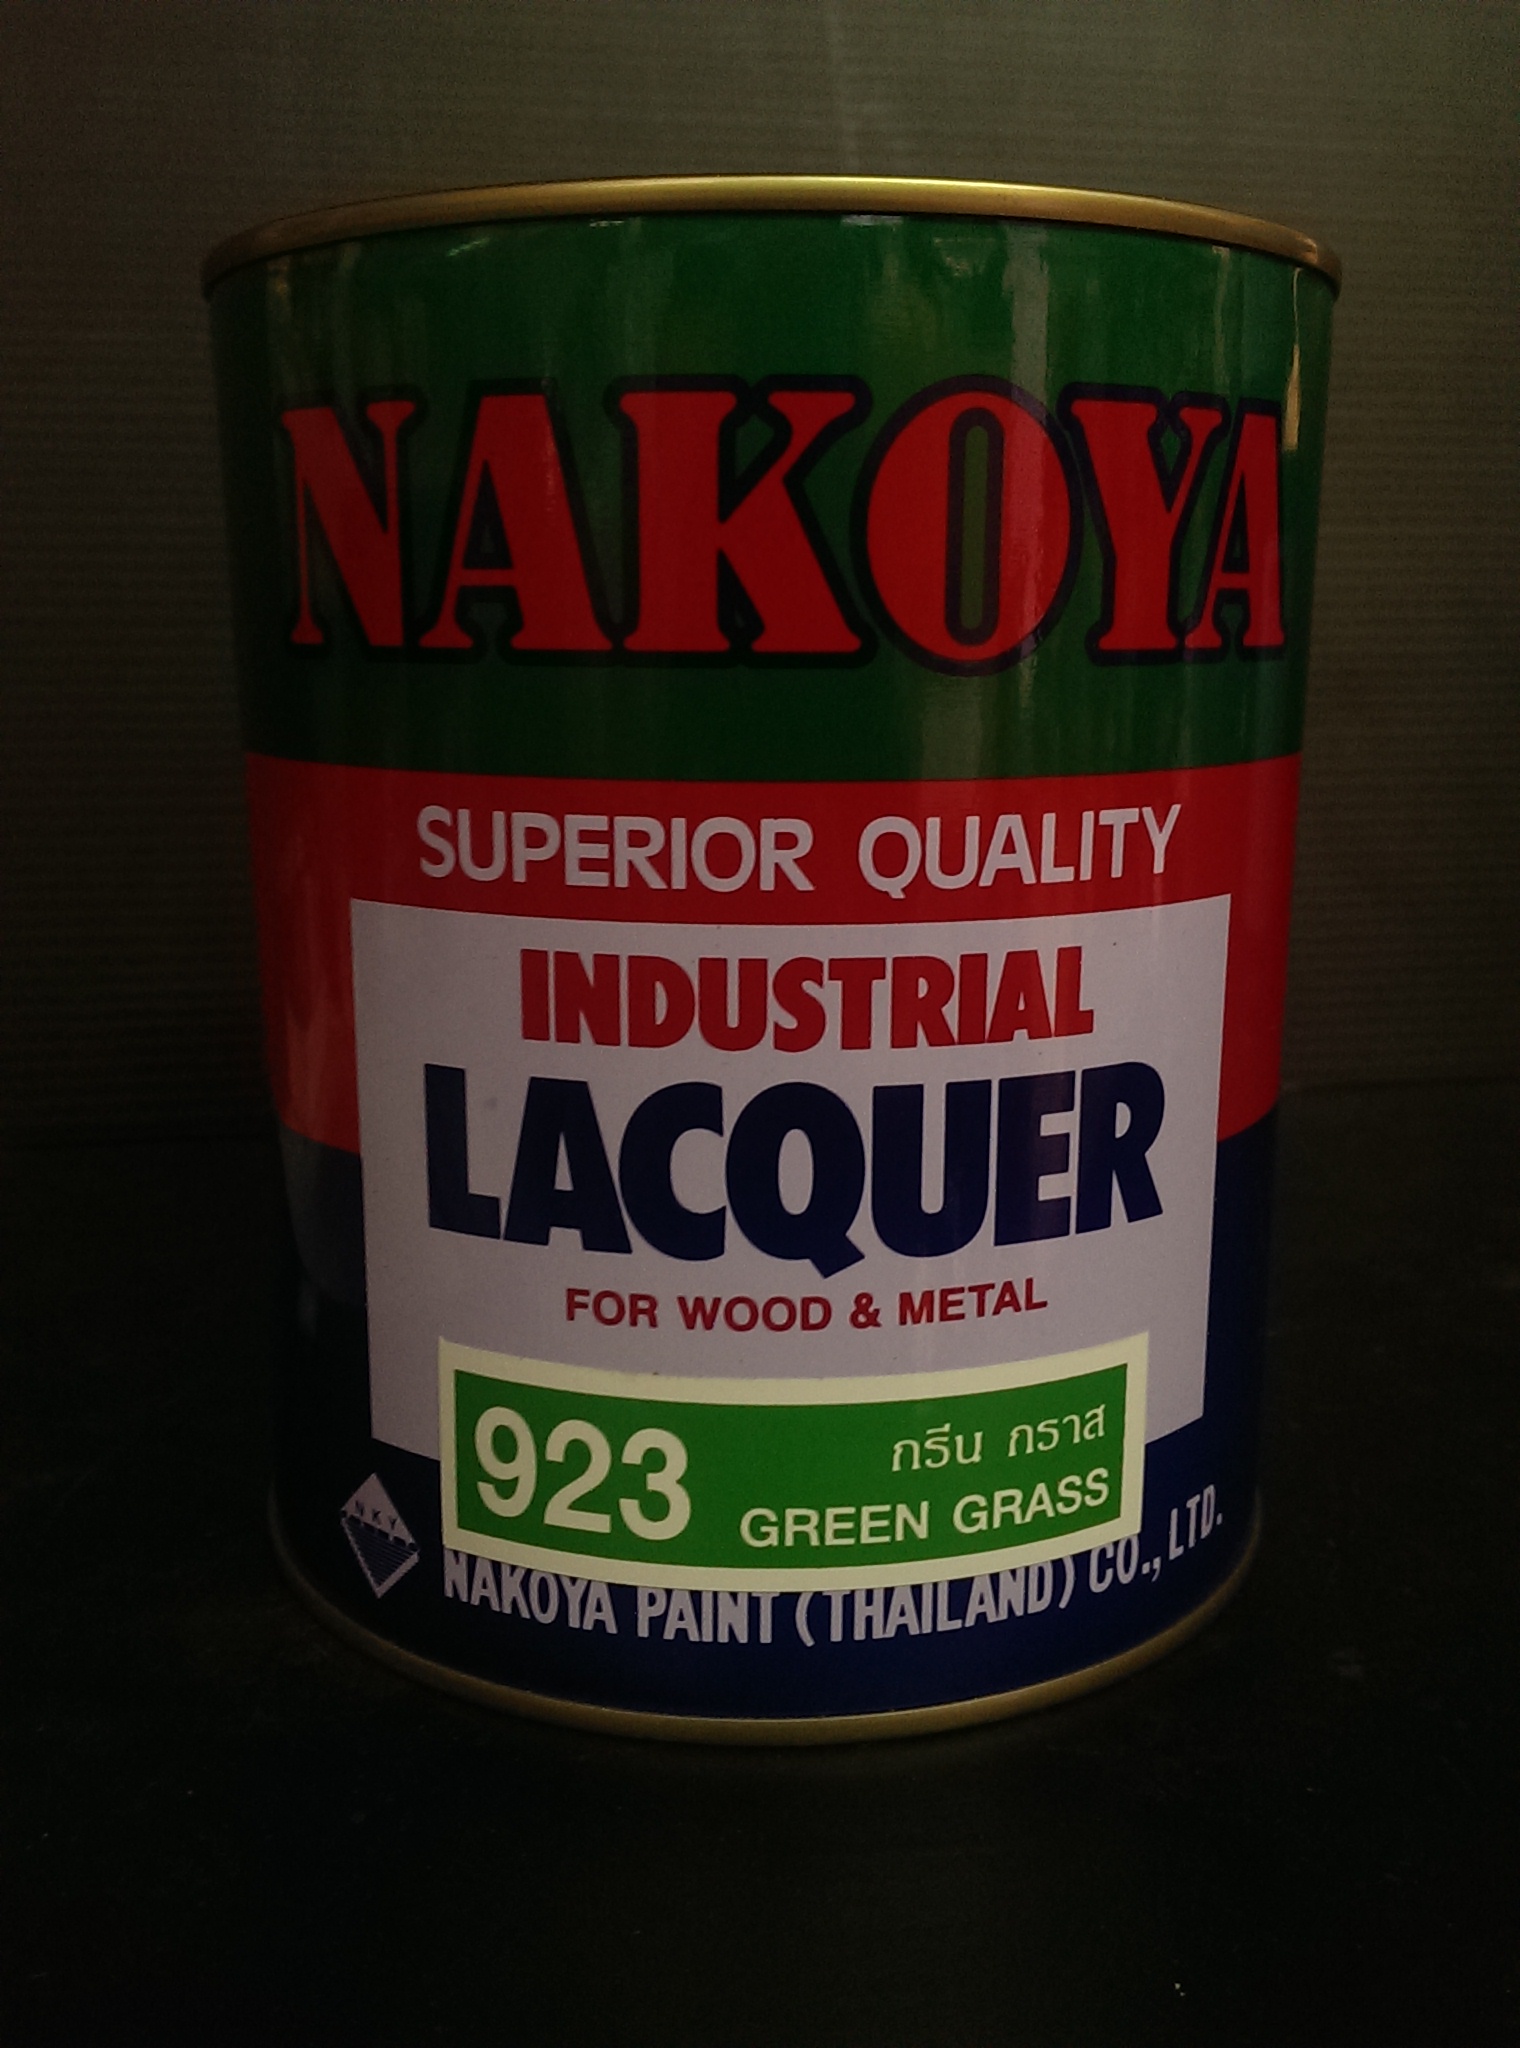 NAKOYA
SUPERIOR QUALITY
INDUSTRIAL
LACQUER
FOR WOOD & METAL
923
กรีน กราส
GREEN GRASS
NKY
NAKOYA PAINT (THAILAND) CO., LTD.